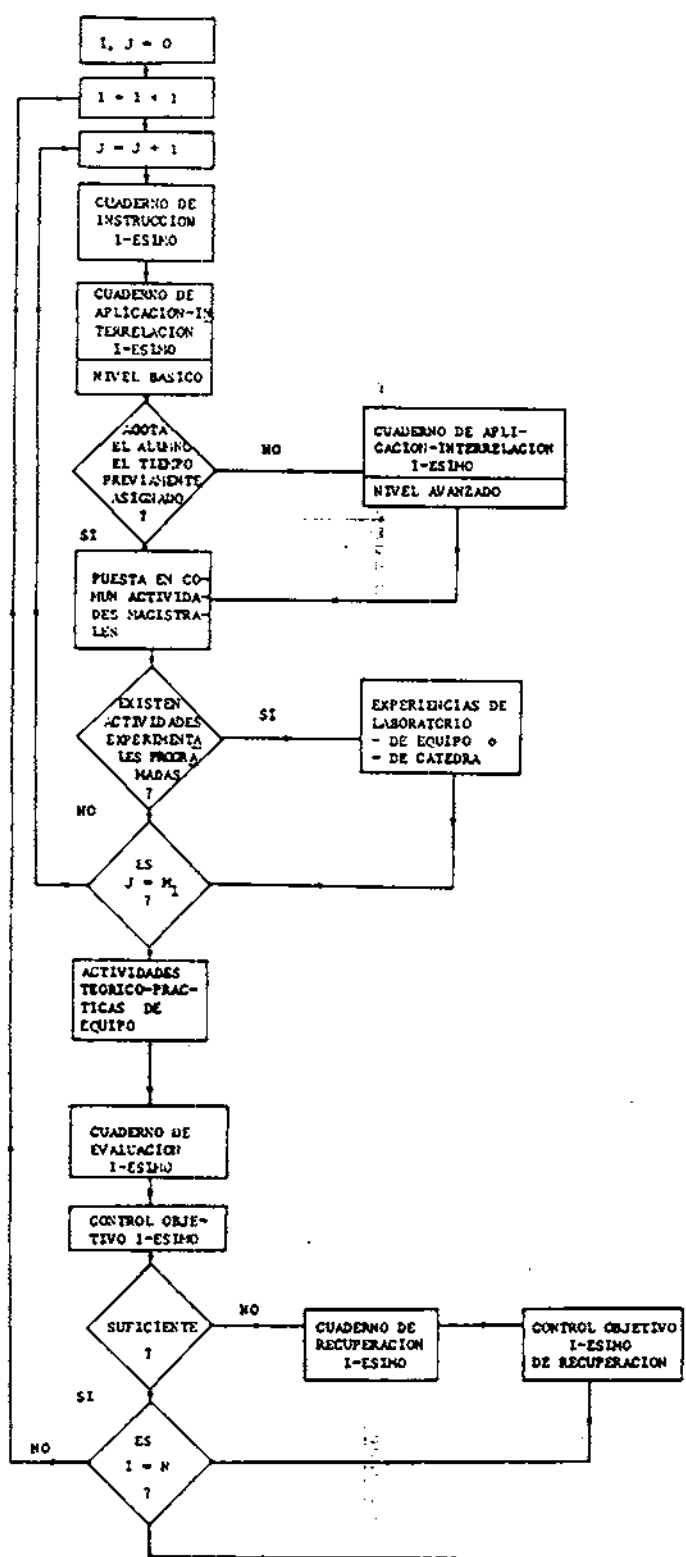 I, J = 0
I = I + 1
J = J + 1
CUADERNO DE
INSTRUCCION
I-ESIMO
CUADERNO DE
APLICACION-IN
TERRELACION
I-ESIMO
NIVEL BASICO
AGOTA
EL ALUMNO
EL TIEMPO
PREVIAMENTE
ASIGNADO
?
NO
CUADERNO DE APLI-
CACION-INTERRELACION
I-ESIMO
NIVEL AVANZADO
SI
PUESTA EN CO-
MUN ACTIVIDA-
DES MAGISTRA-
LES
EXISTEN
ACTIVIDADES
EXPERIMENTA
LES PROGRA
MADAS
?
SI
EXPERIENCIAS DE
LABORATORIO
- DE EQUIPO o
- DE CATEDRA
NO
ES
J = M1
?
ACTIVIDADES
TEORICO-PRAC-
TICAS DE
EQUIPO
CUADERNO DE
EVALUACION
I-ESIMO
CONTROL OBJE-
TIVO I-ESIMO
SUFICIENTE
?
NO
CUADERNO DE
RECUPERACION
I-ESIMO
CONTROL OBJETIVO
I-ESIMO
DE RECUPERACION
SI
ES
I = N
?
NO